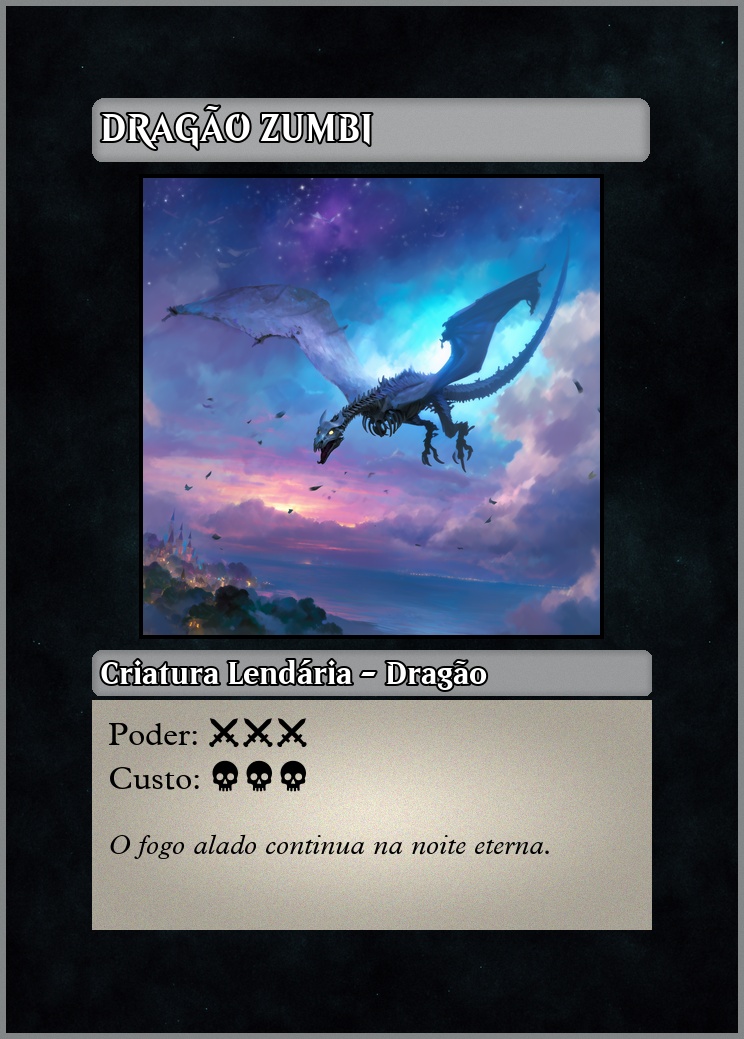 DRAGÃO ZUMBI
Criatura Lendária - Dragão
Poder:
Custo:
O fogo alado continua na noite eterna.